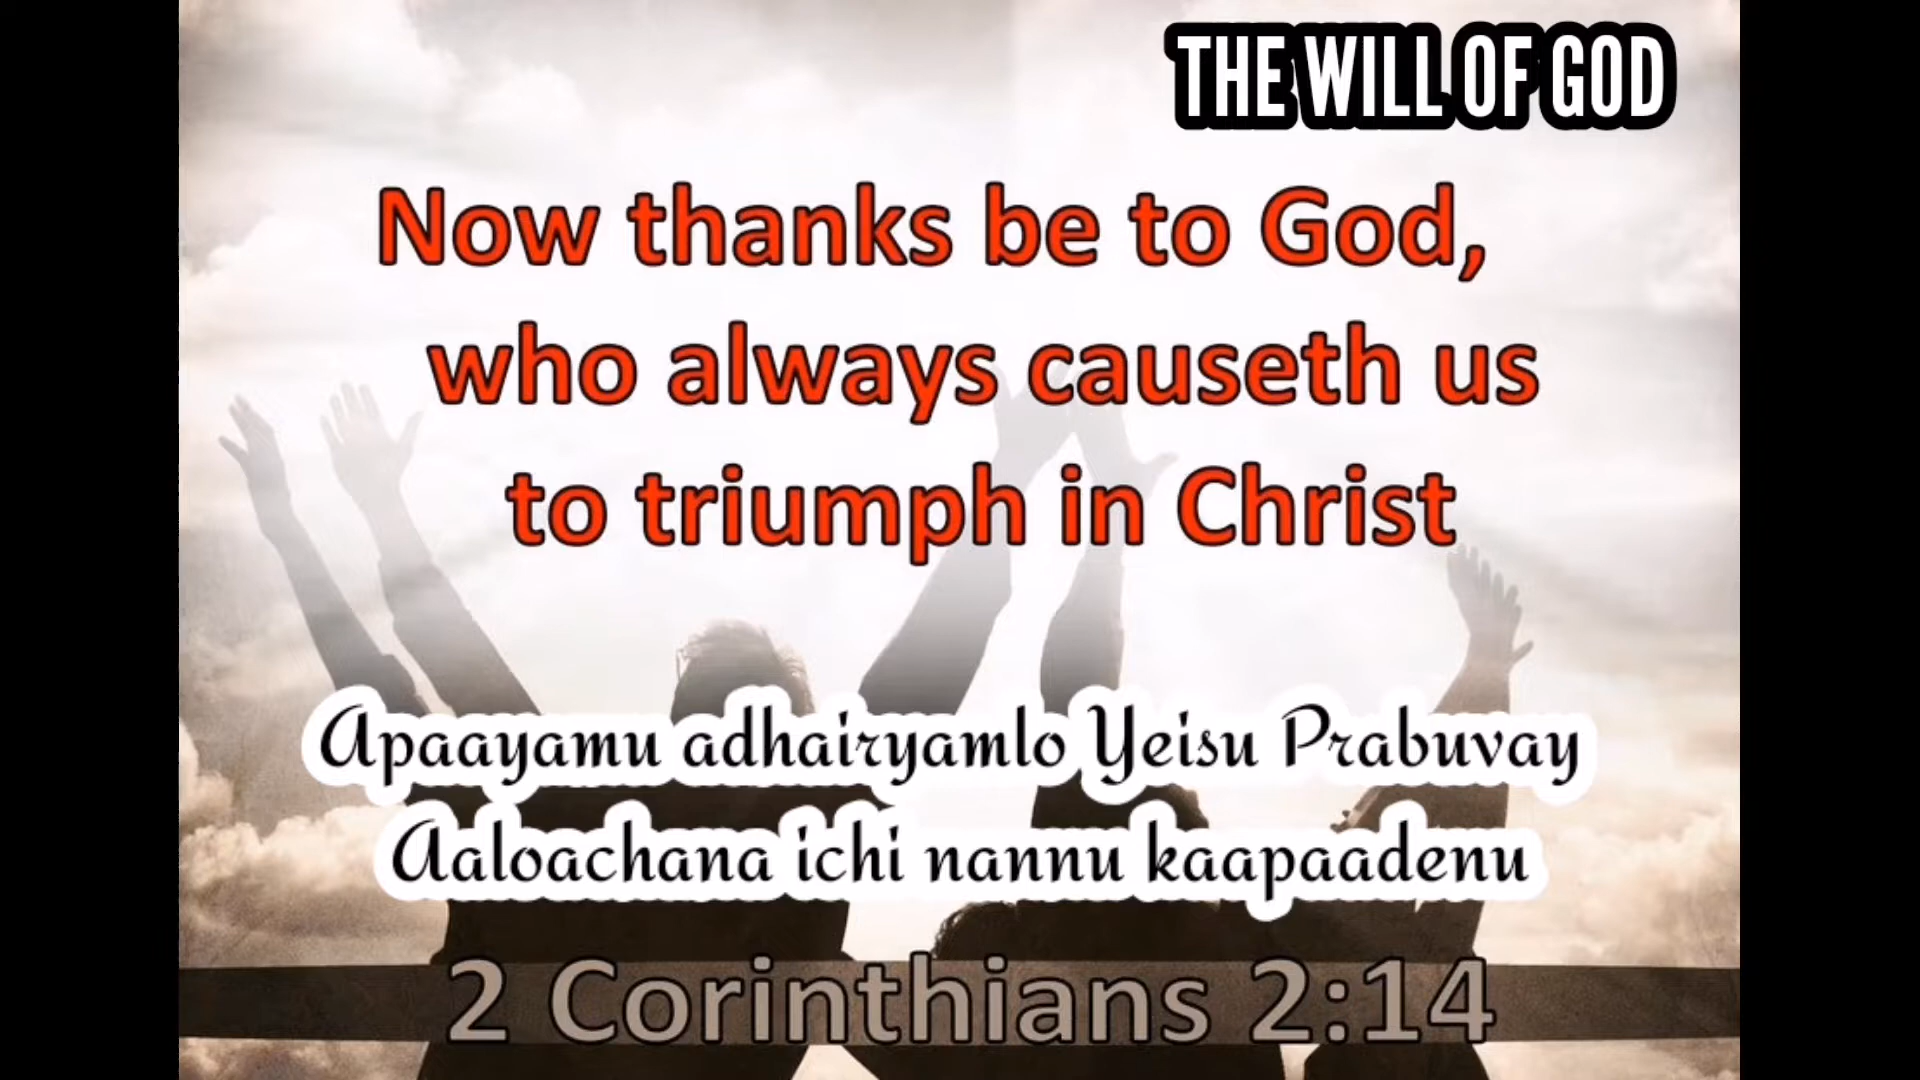 THE WILL OF GOD
Now thanks be to God,
who always causeth us
to triumph in Christ
Apaayamu adhairyamlo Yeisu Prabuvay
Aaloachana ichi nannu kaapaadenu
2 Corinthians 2:14